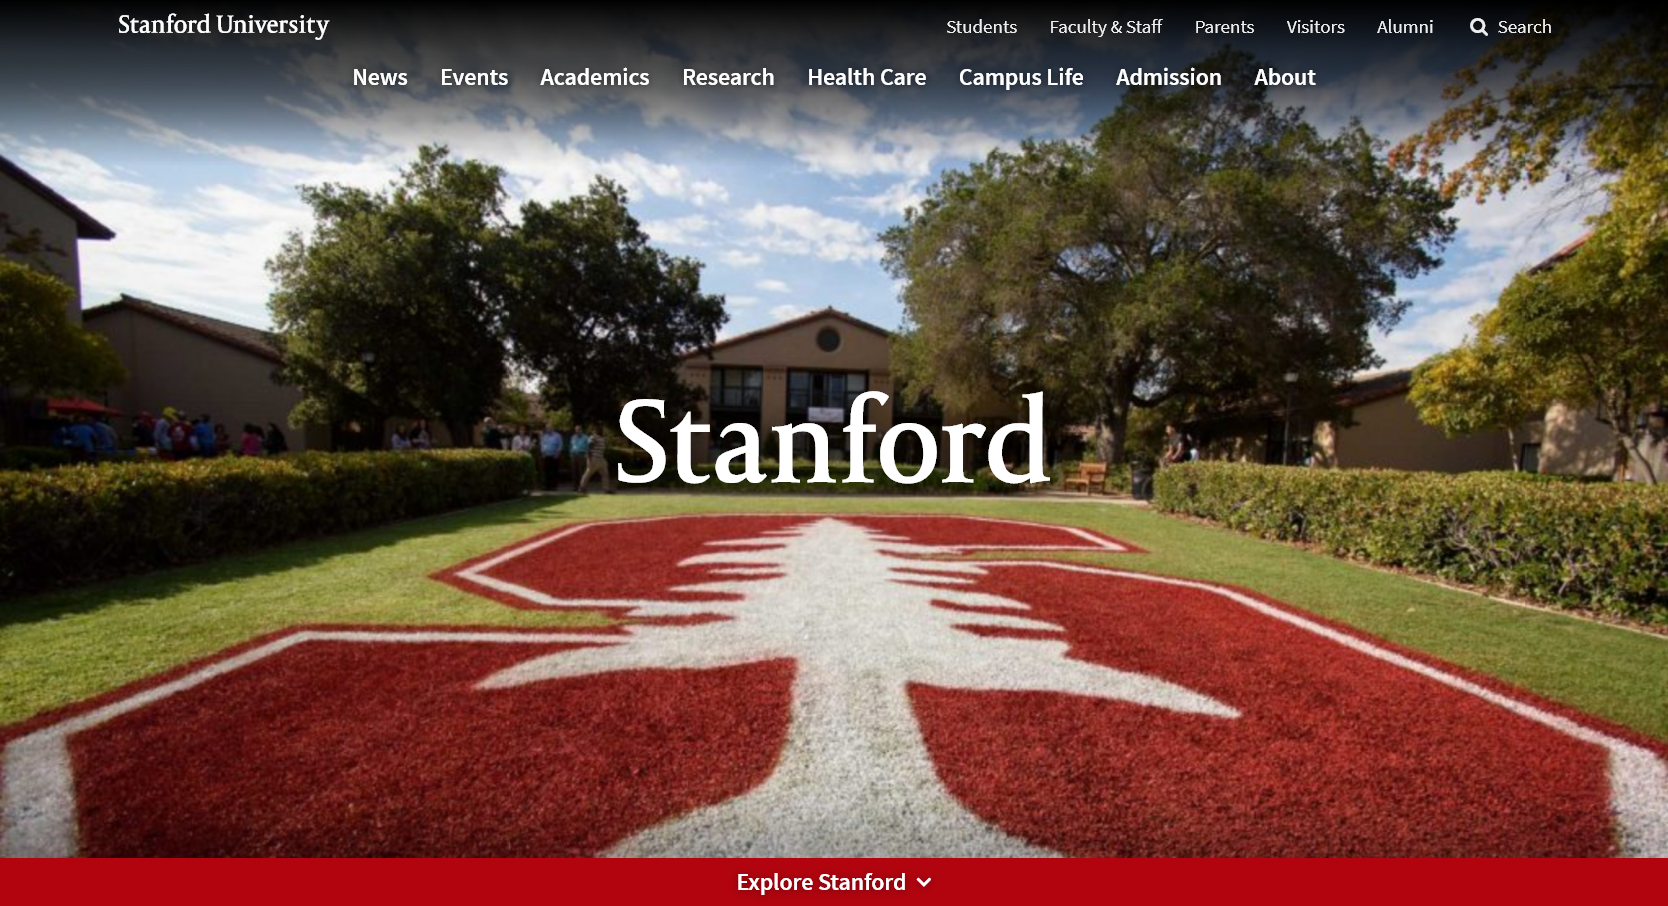 Stanford University
Students Faculty & Staff Parents Visitors Alumni Search
News Events Academics Research Health Care Campus Life Admission About
Stanford
Explore Stanford